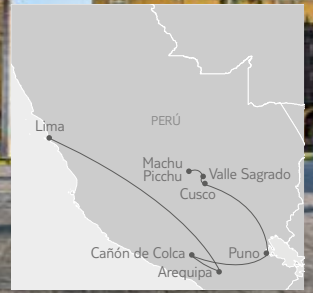 Lima
PERÚ
Machu
Picchu
Valle Sagrado
Cusco
Cañón de Colca
Puno
Arequipa